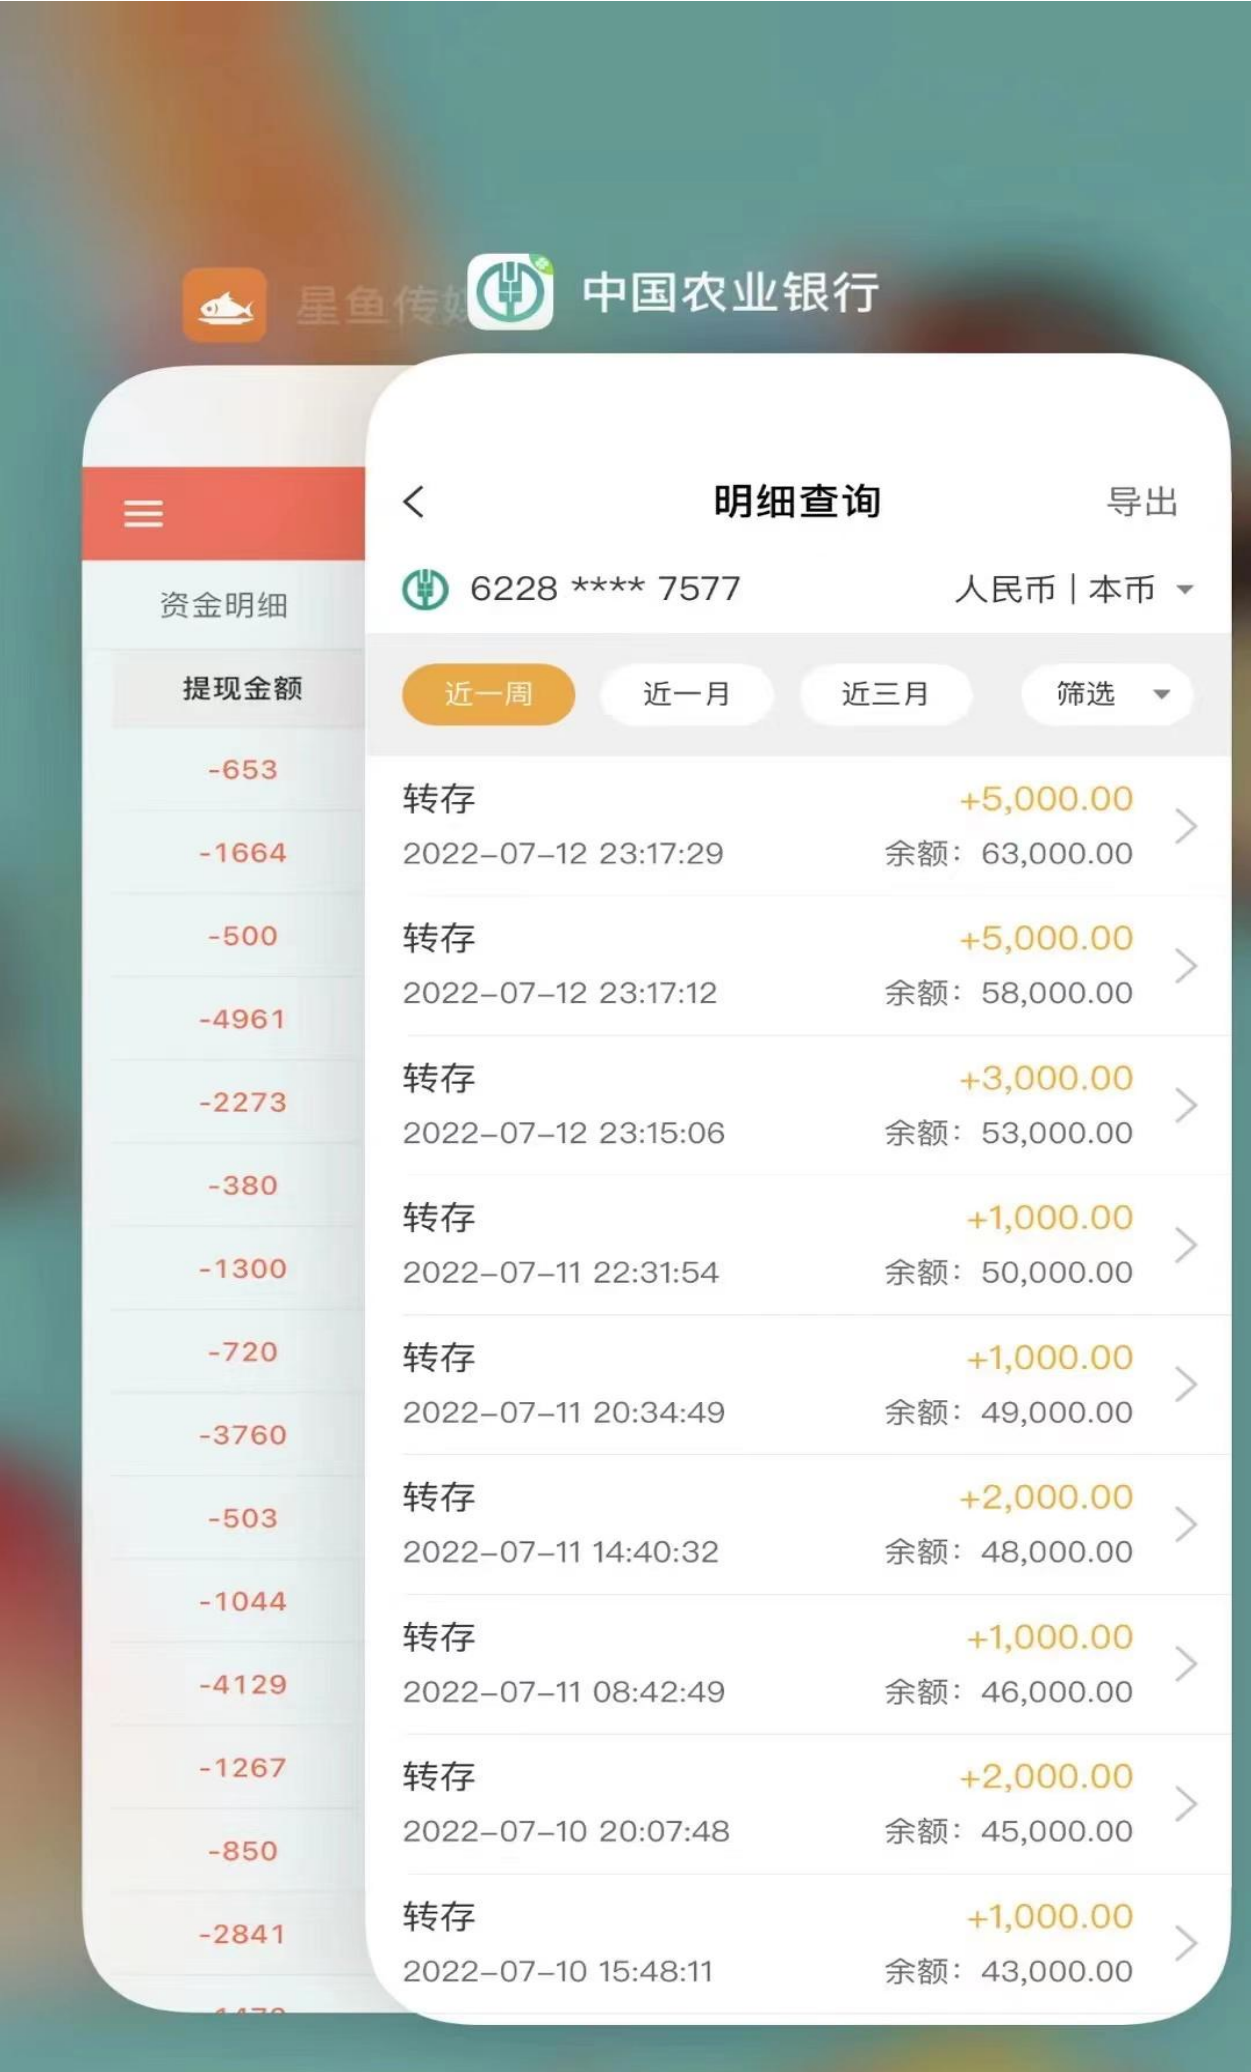 星鱼传媒
中国农业银行
资金明细
提现金额
-653
-1664
-500
-4961
-2273
-380
-1300
-720
-3760
-503
-1044
-4129
-1267
-850
-2841
明细查询
导出
6228 **** 7577
人民币 | 本币
近一周
近一月
近三月
筛选
转存 +5,000.00
2022-07-12 23:17:29 余额: 63,000.00
转存 +5,000.00
2022-07-12 23:17:12 余额: 58,000.00
转存 +3,000.00
2022-07-12 23:15:06 余额: 53,000.00
转存 +1,000.00
2022-07-11 22:31:54 余额: 50,000.00
转存 +1,000.00
2022-07-11 20:34:49 余额: 49,000.00
转存 +2,000.00
2022-07-11 14:40:32 余额: 48,000.00
转存 +1,000.00
2022-07-11 08:42:49 余额: 46,000.00
转存 +2,000.00
2022-07-10 20:07:48 余额: 45,000.00
转存 +1,000.00
2022-07-10 15:48:11 余额: 43,000.00